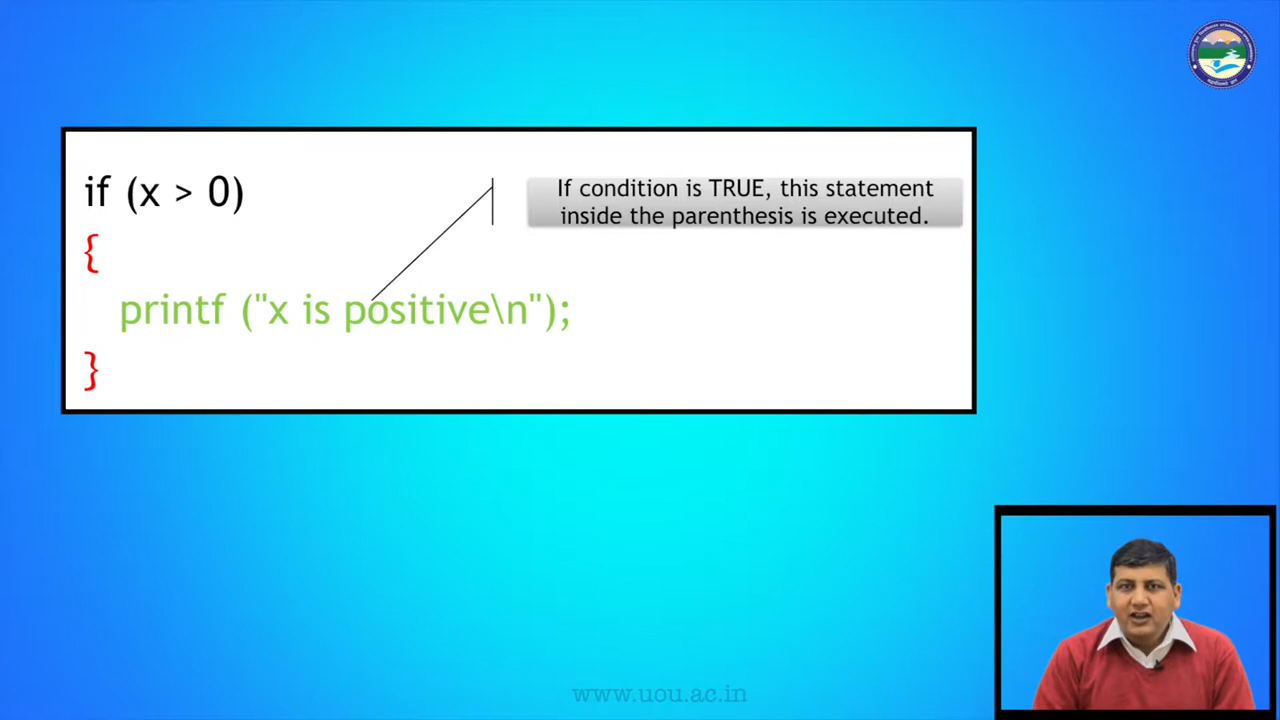 if (x > 0)
If condition is TRUE, this statement
inside the parenthesis is executed.
{
printf ("x is positive\n");
}
www.uou.ac.in